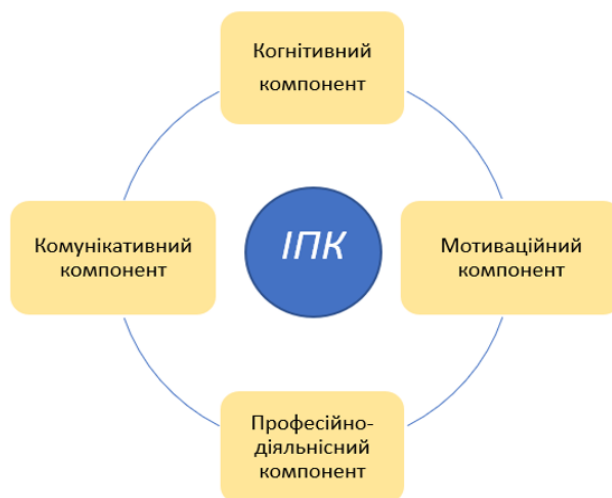 Когнітивний
компонент
Комунікативний
компонент
ІПК
Мотиваційний
компонент
Професійно-
діяльнісний
компонент